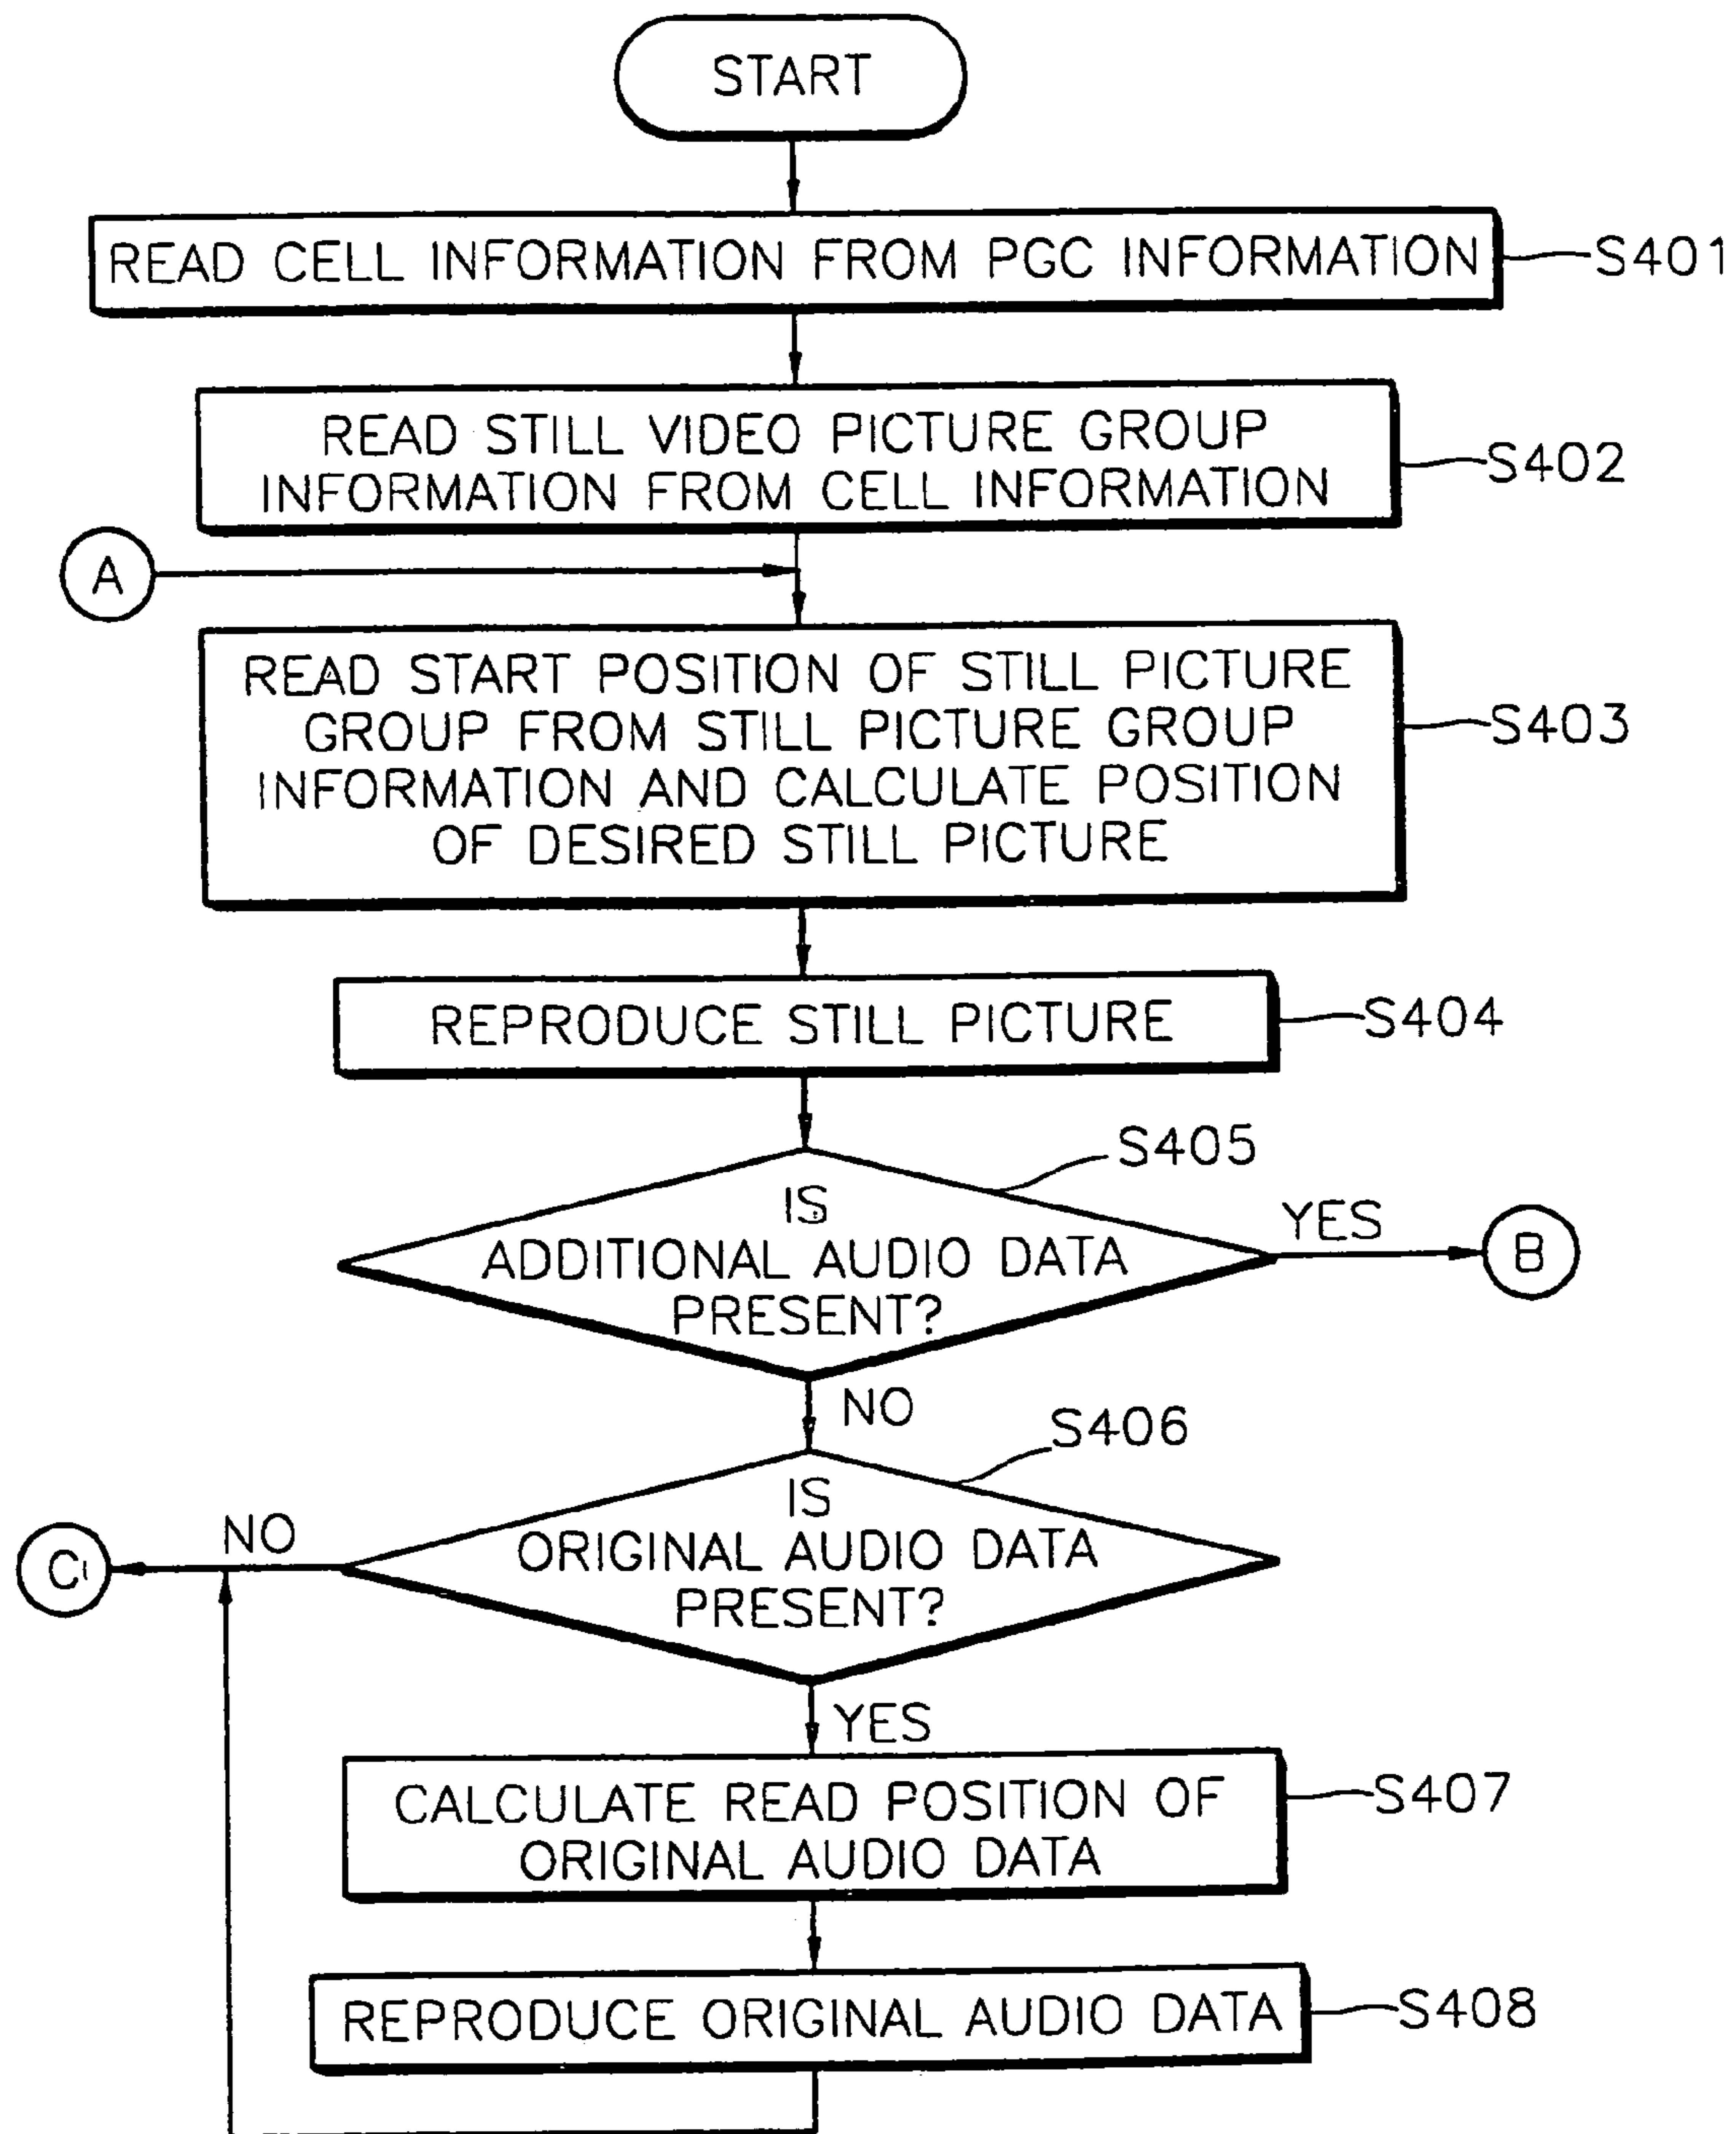 START
READ CELL INFORMATION FROM PGC INFORMATION
S401
READ STILL VIDEO PICTURE GROUP
INFORMATION FROM CELL INFORMATION
S402
A
READ START POSITION OF STILL PICTURE
GROUP FROM STILL PICTURE GROUP
INFORMATION AND CALCULATE POSITION
OF DESIRED STILL PICTURE
S403
REPRODUCE STILL PICTURE
S404
S405
IS
ADDITIONAL AUDIO DATA
PRESENT?
YES
B
NO
S406
IS
ORIGINAL AUDIO DATA
PRESENT?
NO
C
YES
CALCULATE READ POSITION OF
ORIGINAL AUDIO DATA
S407
REPRODUCE ORIGINAL AUDIO DATA
S408